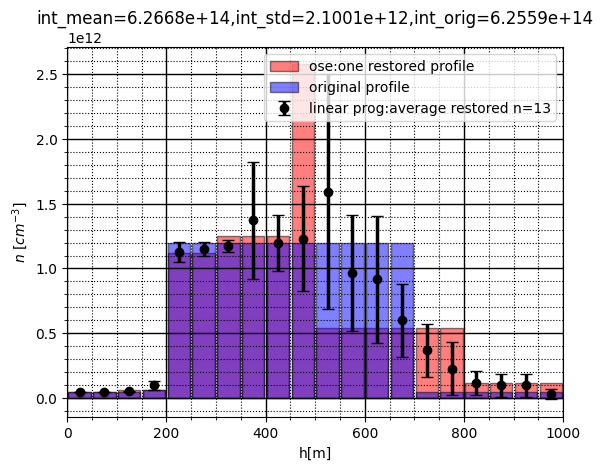 int_mean=6.2668e+14,int_std=2.1001e+12,int_orig=6.2559e+14
1e12
ose:one restored profile
original profile
linear prog:average restored n=13
2.5
2.0
1.5
1.0
0.5
0.0
n [cm⁻³]
0 200 400 600 800 1000
h[m]